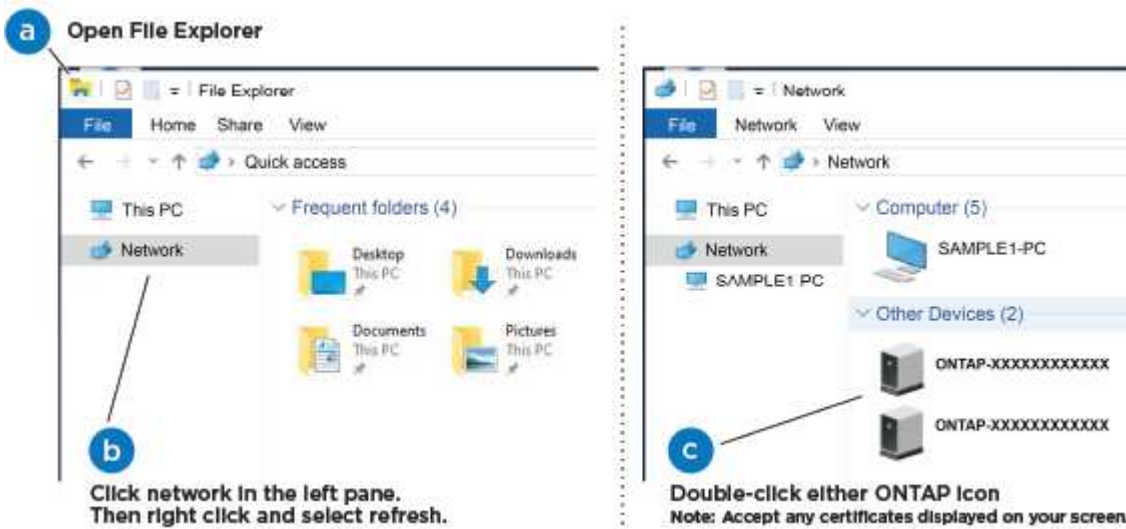 a
Open File Explorer
File Explorer
File Home Share View
Quick access
This PC
Network
Frequent folders (4)
Desktop
This PC
Downloads
This PC
Documents
This PC
Pictures
This PC
b
Click network in the left pane.
Then right click and select refresh.
Network
File Network View
Network
This PC
Network
SAMPLE1 PC
Computer (5)
SAMPLE1-PC
Other Devices (2)
ONTAP-XXXXXXXXXXXX
ONTAP-XXXXXXXXXXXX
c
Double-click either ONTAP icon
Note: Accept any certificates displayed on your screen.